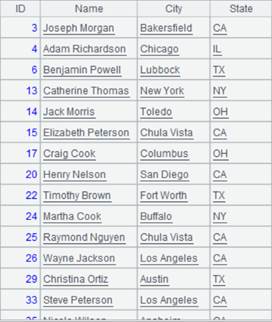 ID Name City State
3 Joseph Morgan Bakersfield CA
4 Adam Richardson Chicago IL
6 Benjamin Powell Lubbock TX
13 Catherine Thomas New York NY
14 Jack Morris Toledo OH
15 Elizabeth Peterson Chula Vista CA
17 Craig Cook Columbus OH
20 Henry Nelson San Diego CA
22 Timothy Brown Fort Worth TX
24 Martha Cook Buffalo NY
25 Raymond Nguyen Chula Vista CA
26 Wayne Jackson Los Angeles CA
29 Christina Ortiz Austin TX
33 Steve Peterson Los Angeles CA